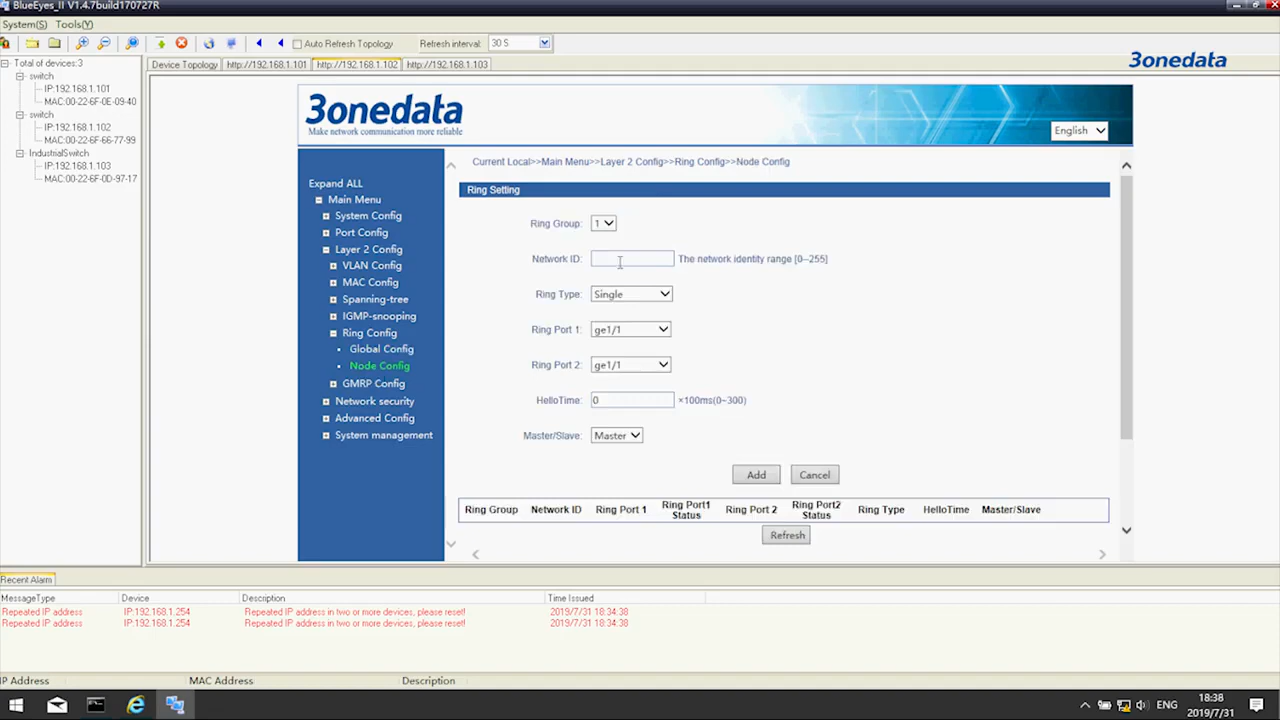 BlueEyes_II V1.4.7build170727R
System(S) Tools(Y)
Auto Refresh Topology Refresh interval: 30 S
Total of devices:3
switch
IP:192.168.1.101
MAC:00-22-6F-0E-09-40
switch
IP:192.168.1.102
MAC:00-22-6F-66-77-99
IndustrialSwitch
IP:192.168.1.103
MAC:00-22-6F-0D-97-17
Device Topology http://192.168.1.101 http://192.168.1.102 http://192.168.1.103
3onedata
3onedata
Make network communication more reliable
English
Expand ALL
Main Menu
System Config
Port Config
Layer 2 Config
VLAN Config
MAC Config
Spanning-tree
IGMP-snooping
Ring Config
Global Config
Node Config
GMRP Config
Network security
Advanced Config
System management
Current Local>>Main Menu>>Layer 2 Config>>Ring Config>>Node Config
Ring Setting
Ring Group: 1
Network ID: The network identity range [0--255]
Ring Type: Single
Ring Port 1: ge1/1
Ring Port 2: ge1/1
HelloTime: 0 ×100ms(0~300)
Master/Slave: Master
Add Cancel
Ring Group Network ID Ring Port 1 Ring Port1 Status Ring Port 2 Ring Port2 Status Ring Type HelloTime Master/Slave
Refresh
Recent Alarm
MessageType Device Description Time Issued
Repeated IP address IP:192.168.1.254 Repeated IP address in two or more devices, please reset! 2019/7/31 18:34:38
Repeated IP address IP:192.168.1.254 Repeated IP address in two or more devices, please reset! 2019/7/31 18:34:38
IP Address MAC Address Description
ENG
18:38
2019/7/31